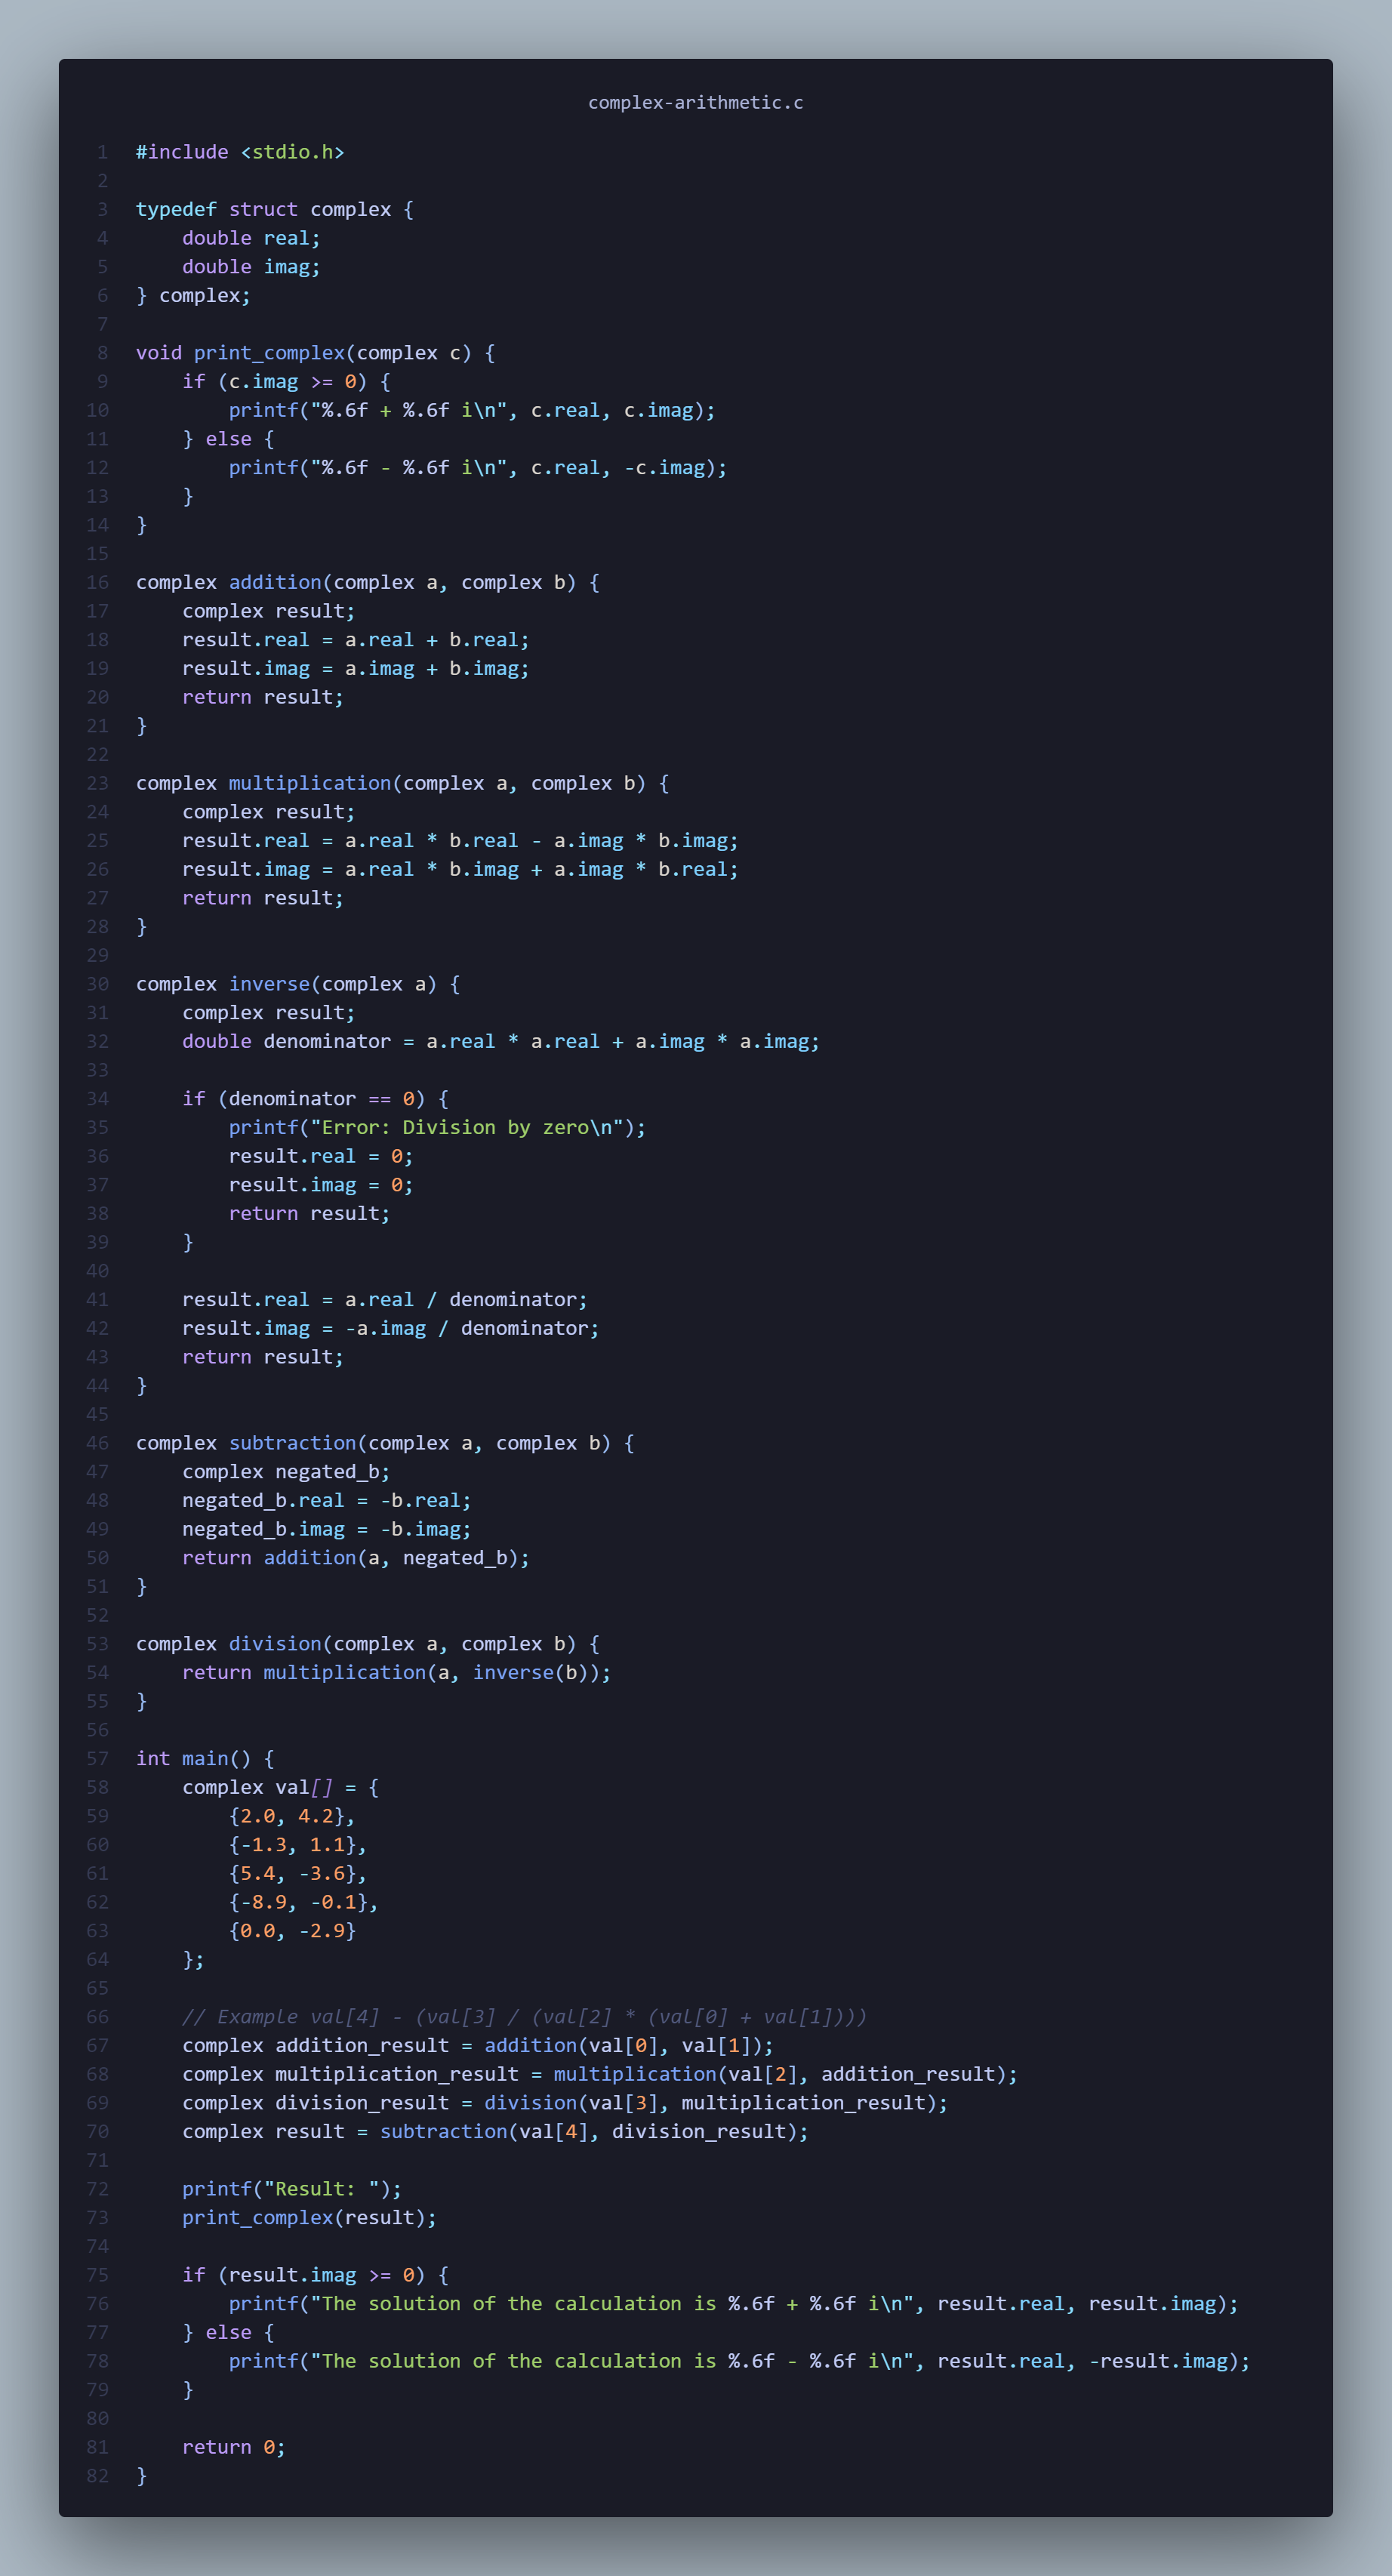 complex-arithmetic.c
1 #include <stdio.h>
2
3 typedef struct complex {
4     double real;
5     double imag;
6 } complex;
7
8 void print_complex(complex c) {
9     if (c.imag >= 0) {
10         printf("%.6f + %.6f i\n", c.real, c.imag);
11     } else {
12         printf("%.6f - %.6f i\n", c.real, -c.imag);
13     }
14 }
15
16 complex addition(complex a, complex b) {
17     complex result;
18     result.real = a.real + b.real;
19     result.imag = a.imag + b.imag;
20     return result;
21 }
22
23 complex multiplication(complex a, complex b) {
24     complex result;
25     result.real = a.real * b.real - a.imag * b.imag;
26     result.imag = a.real * b.imag + a.imag * b.real;
27     return result;
28 }
29
30 complex inverse(complex a) {
31     complex result;
32     double denominator = a.real * a.real + a.imag * a.imag;
33
34     if (denominator == 0) {
35         printf("Error: Division by zero\n");
36         result.real = 0;
37         result.imag = 0;
38         return result;
39     }
40
41     result.real = a.real / denominator;
42     result.imag = -a.imag / denominator;
43     return result;
44 }
45
46 complex subtraction(complex a, complex b) {
47     complex negated_b;
48     negated_b.real = -b.real;
49     negated_b.imag = -b.imag;
50     return addition(a, negated_b);
51 }
52
53 complex division(complex a, complex b) {
54     return multiplication(a, inverse(b));
55 }
56
57 int main() {
58     complex val[] = {
59         {2.0, 4.2},
60         {-1.3, 1.1},
61         {5.4, -3.6},
62         {-8.9, -0.1},
63         {0.0, -2.9}
64     };
65
66     // Example val[4] - (val[3] / (val[2] * (val[0] + val[1])))
67     complex addition_result = addition(val[0], val[1]);
68     complex multiplication_result = multiplication(val[2], addition_result);
69     complex division_result = division(val[3], multiplication_result);
70     complex result = subtraction(val[4], division_result);
71
72     printf("Result: ");
73     print_complex(result);
74
75     if (result.imag >= 0) {
76         printf("The solution of the calculation is %.6f + %.6f i\n", result.real, result.imag);
77     } else {
78         printf("The solution of the calculation is %.6f - %.6f i\n", result.real, -result.imag);
79     }
80
81     return 0;
82 }